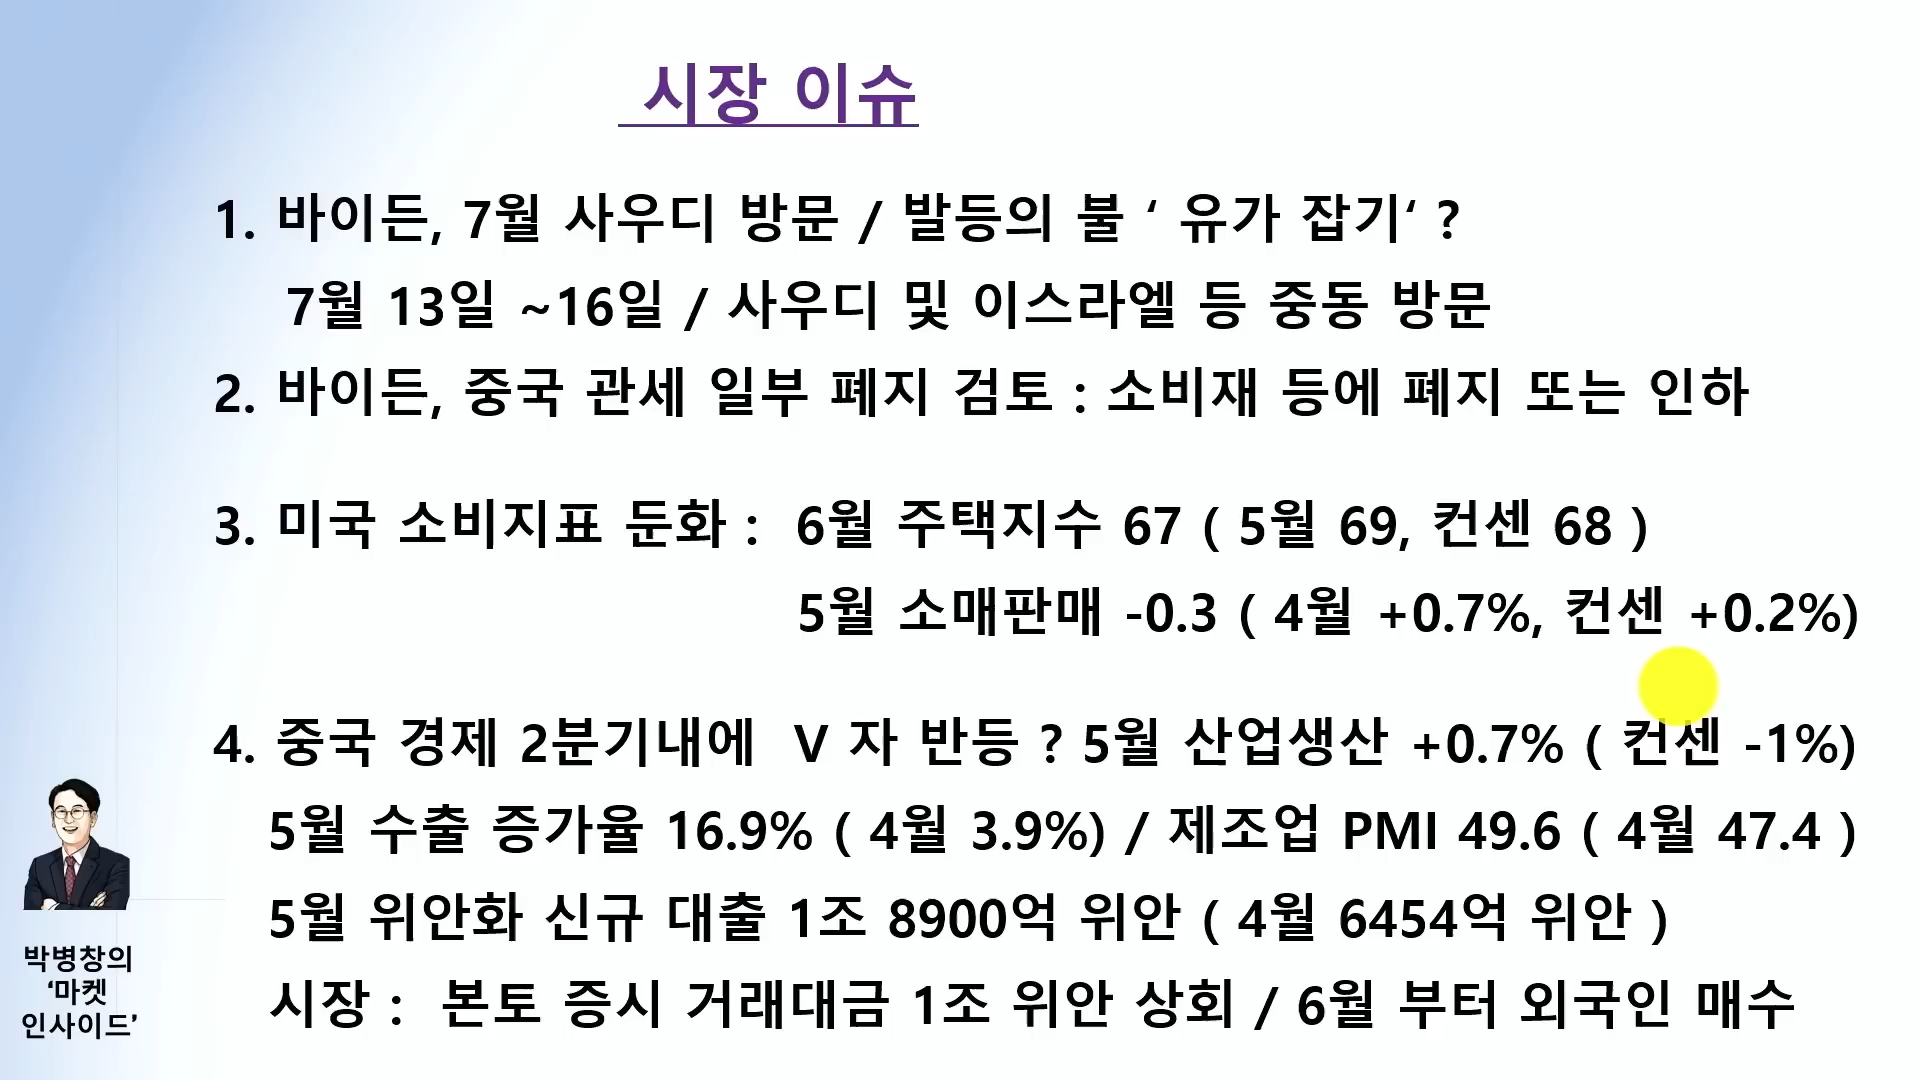 시장 이슈
1. 바이든, 7월 사우디 방문 / 발등의 불 ‘ 유가 잡기‘ ?
7월 13일 ~16일 / 사우디 및 이스라엘 등 중동 방문
2. 바이든, 중국 관세 일부 폐지 검토 : 소비재 등에 폐지 또는 인하
3. 미국 소비지표 둔화 : 6월 주택지수 67 ( 5월 69, 컨센 68 )
5월 소매판매 -0.3 ( 4월 +0.7%, 컨센 +0.2%)
4. 중국 경제 2분기내에 V 자 반등 ? 5월 산업생산 +0.7% ( 컨센 -1%)
5월 수출 증가율 16.9% ( 4월 3.9%) / 제조업 PMI 49.6 ( 4월 47.4 )
5월 위안화 신규 대출 1조 8900억 위안 ( 4월 6454억 위안 )
시장 : 본토 증시 거래대금 1조 위안 상회 / 6월 부터 외국인 매수
박병창의
‘마켓
인사이드’